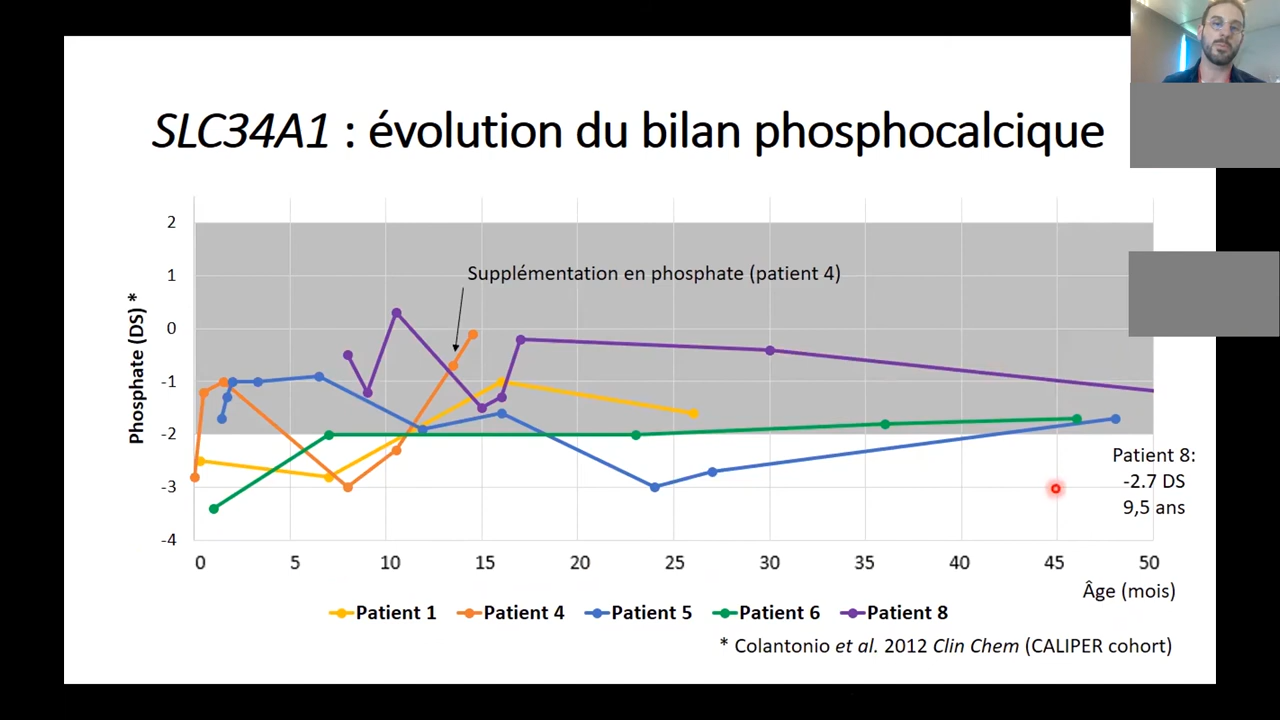 SLC34A1 : évolution du bilan phosphocalcique
2
1
0
-1
-2
-3
-4
Phosphate (DS) *
Supplémentation en phosphate (patient 4)
Patient 8:
-2.7 DS
9,5 ans
0 5 10 15 20 25 30 35 40 45 50
Âge (mois)
Patient 1 Patient 4 Patient 5 Patient 6 Patient 8
* Colantonio et al. 2012 Clin Chem (CALIPER cohort)